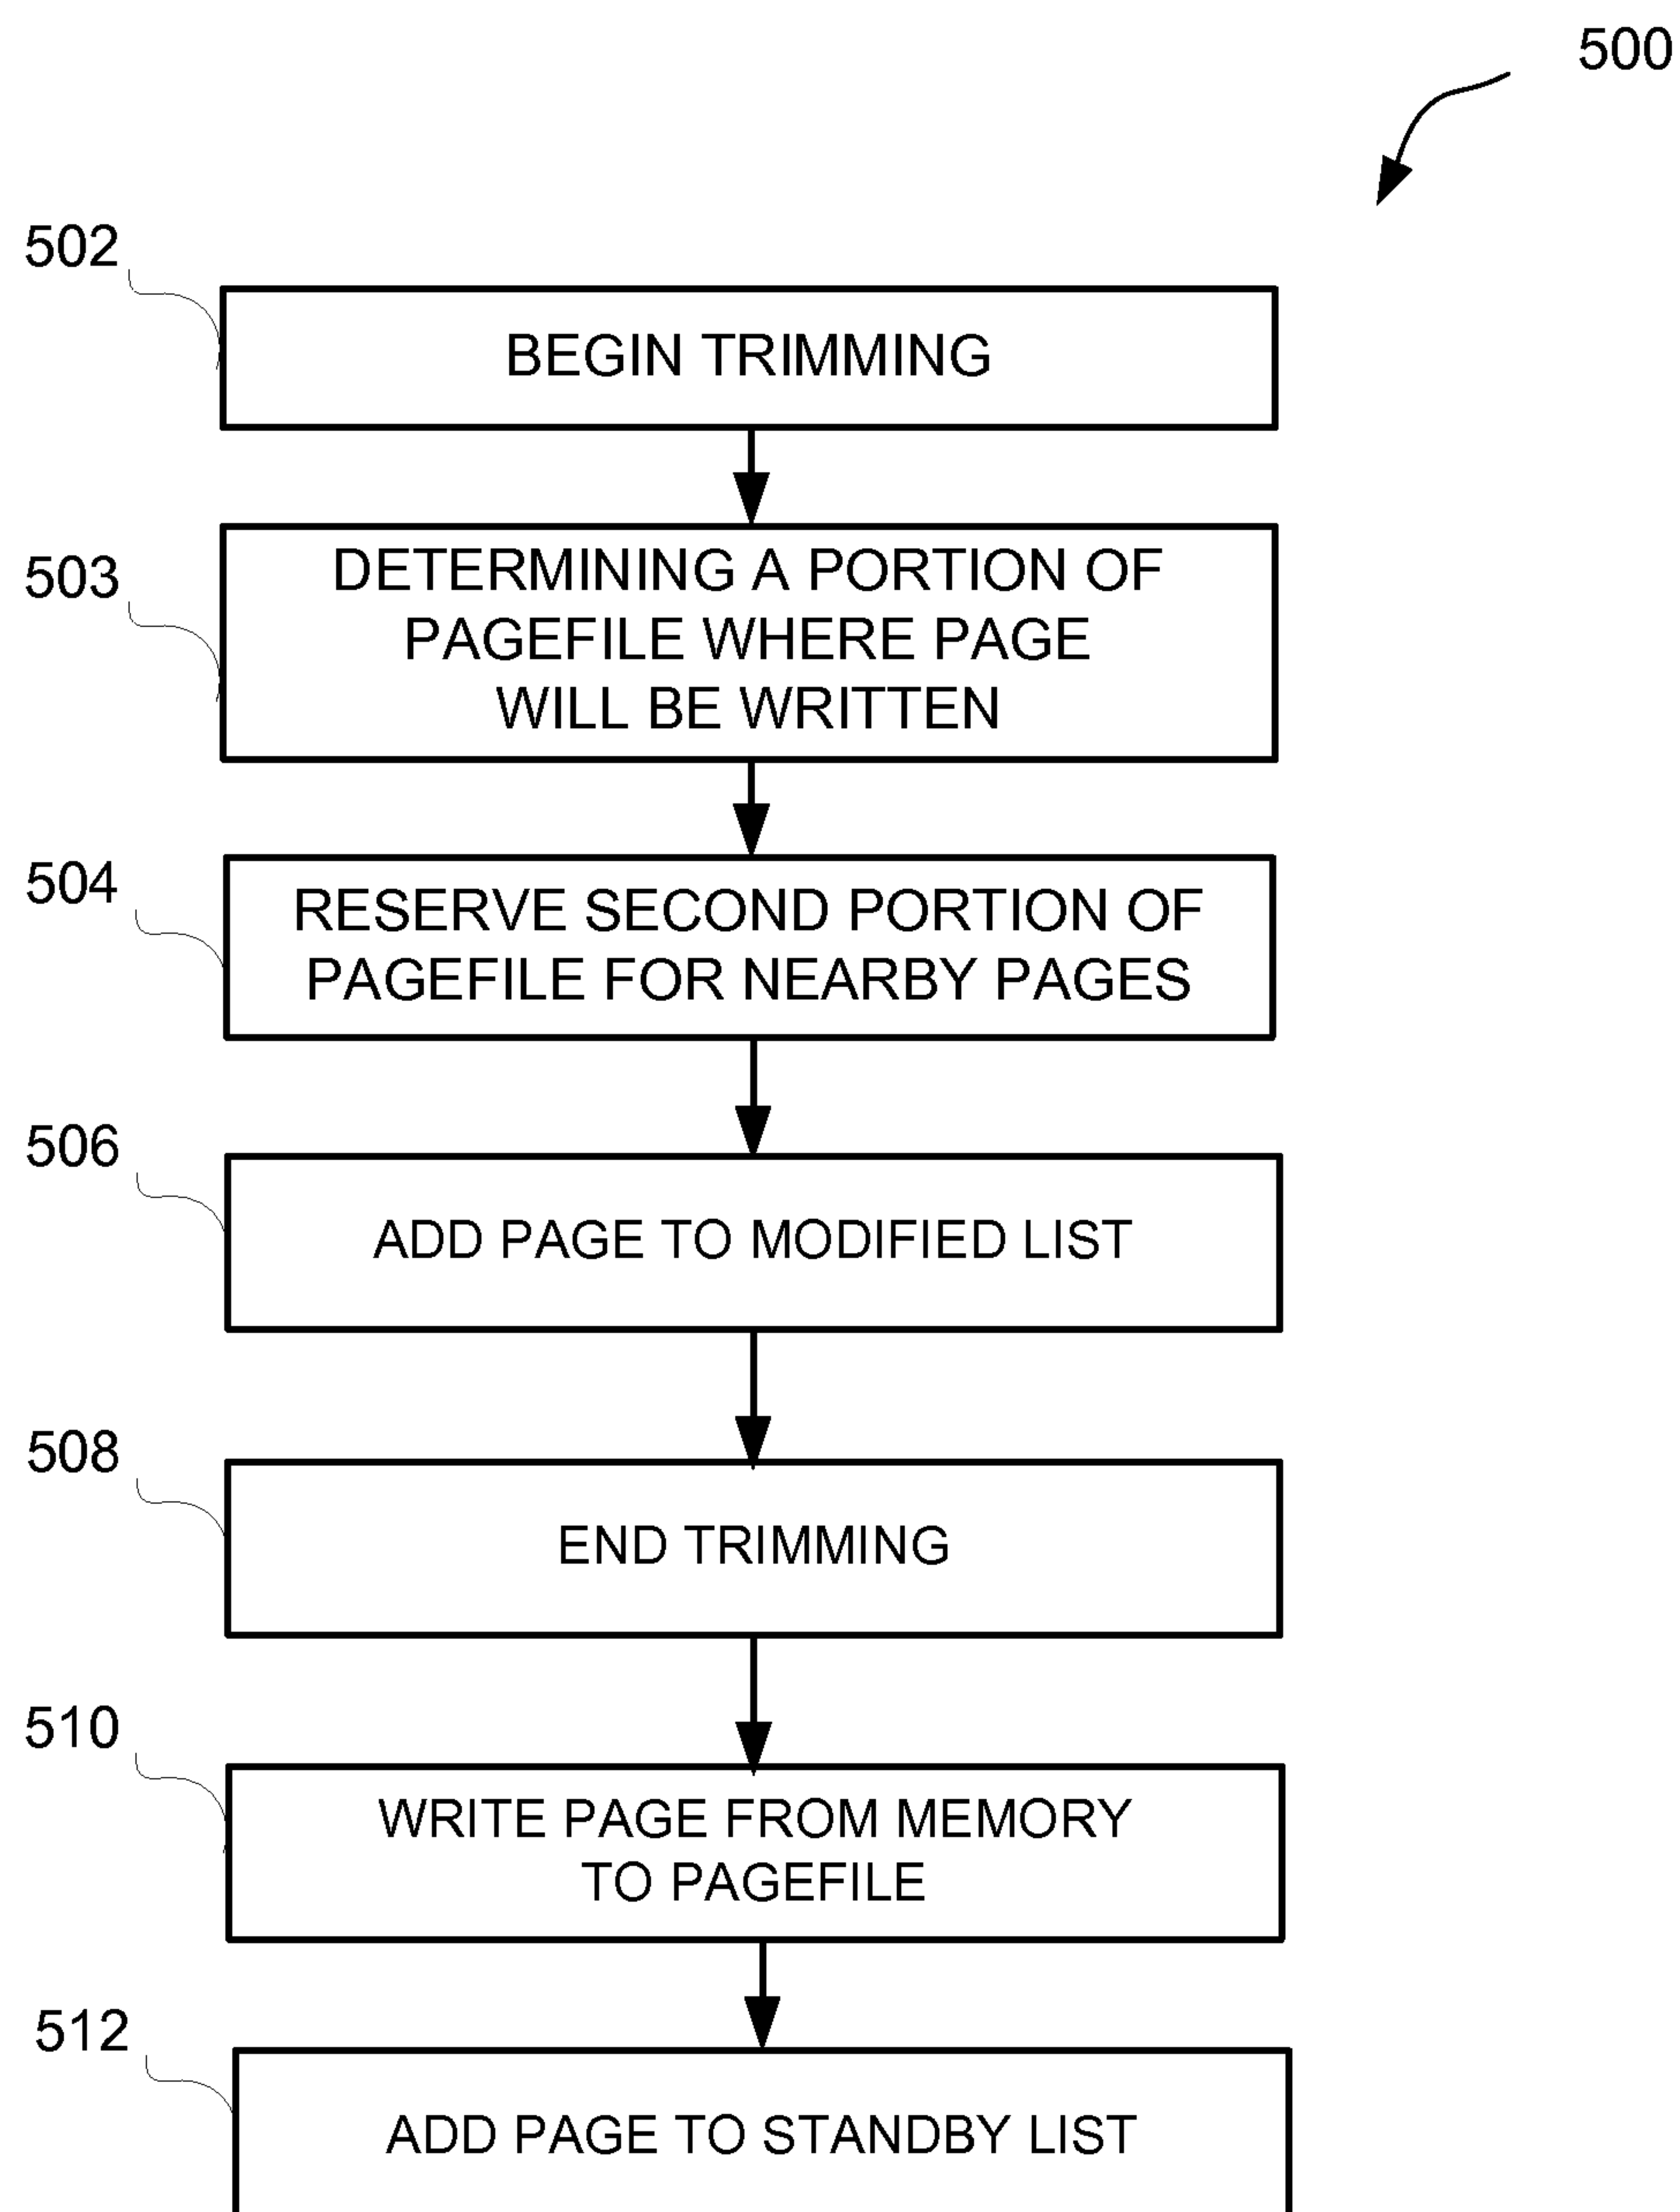 500
502
BEGIN TRIMMING
503
DETERMINING A PORTION OF
PAGEFILE WHERE PAGE
WILL BE WRITTEN
504
RESERVE SECOND PORTION OF
PAGEFILE FOR NEARBY PAGES
506
ADD PAGE TO MODIFIED LIST
508
END TRIMMING
510
WRITE PAGE FROM MEMORY
TO PAGEFILE
512
ADD PAGE TO STANDBY LIST